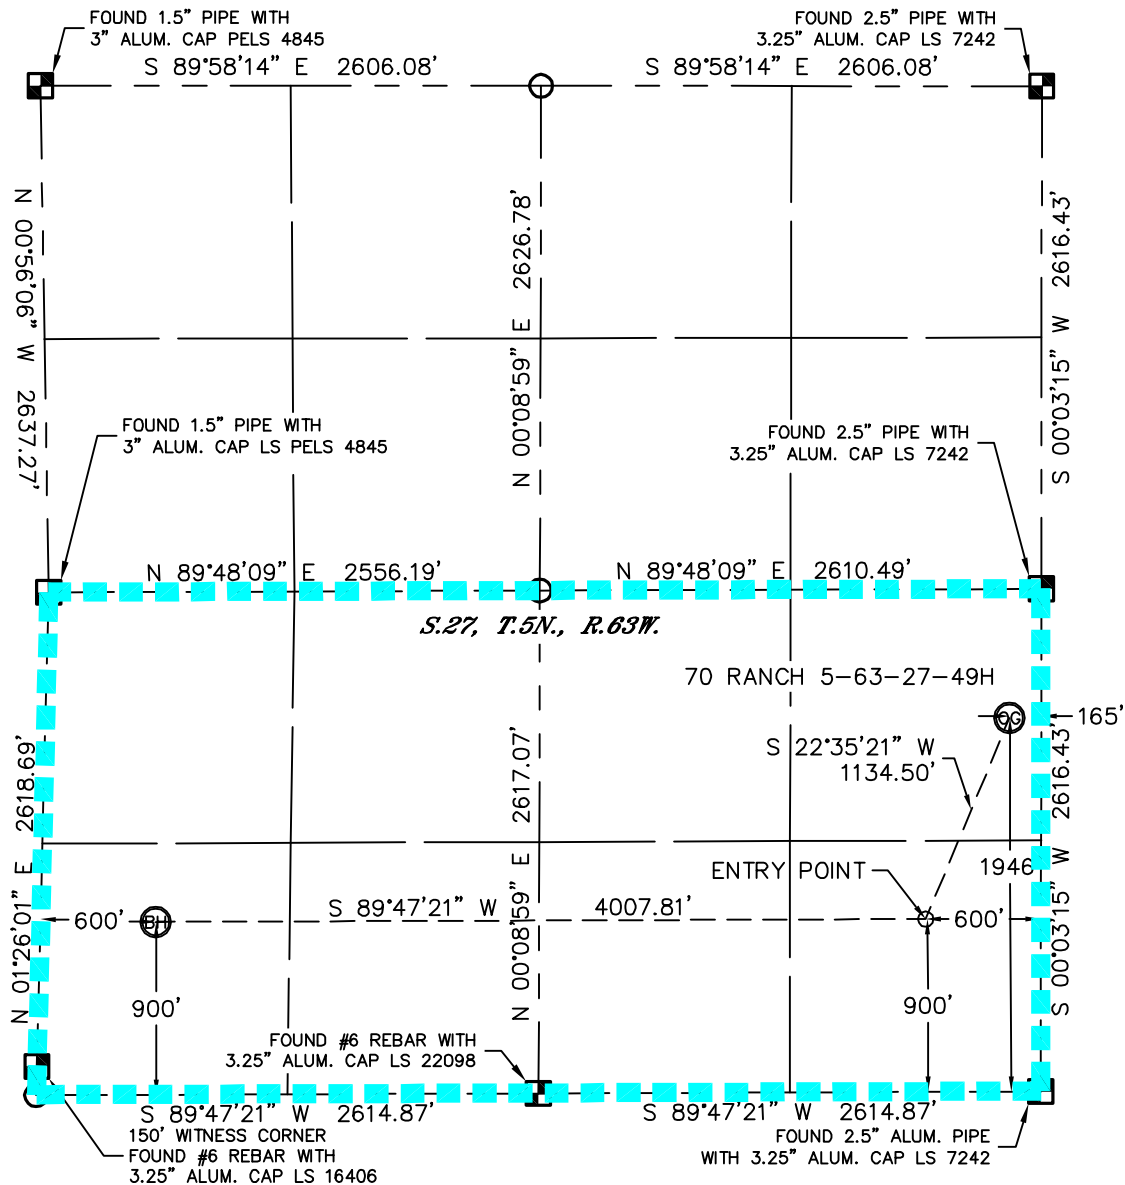 FOUND 1.5" PIPE WITH
3" ALUM. CAP PELS 4845
FOUND 2.5" PIPE WITH
3.25" ALUM. CAP LS 7242
S 89°58'14" E 2606.08'
S 89°58'14" E 2606.08'
N 00°56'06" W 2637.27'
N 00°08'59" E 2626.78'
S 00°03'15" W 2616.43'
FOUND 1.5" PIPE WITH
3" ALUM. CAP LS PELS 4845
FOUND 2.5" PIPE WITH
3.25" ALUM. CAP LS 7242
N 89°48'09" E 2556.19'
N 89°48'09" E 2610.49'
S.27, T.5N., R.63W.
70 RANCH 5-63-27-49H
OG
165'
S 22°35'21" W
1134.50'
N 01°26'01" E 2618.69'
N 00°08'59" E 2617.07'
S 00°03'15" W 2616.43'
1946
ENTRY POINT
600'
BH
S 89°47'21" W 4007.81'
600'
900'
900'
FOUND #6 REBAR WITH
3.25" ALUM. CAP LS 22098
S 89°47'21" W 2614.87'
S 89°47'21" W 2614.87'
150' WITNESS CORNER
FOUND #6 REBAR WITH
3.25" ALUM. CAP LS 16406
FOUND 2.5" ALUM. PIPE
WITH 3.25" ALUM. CAP LS 7242